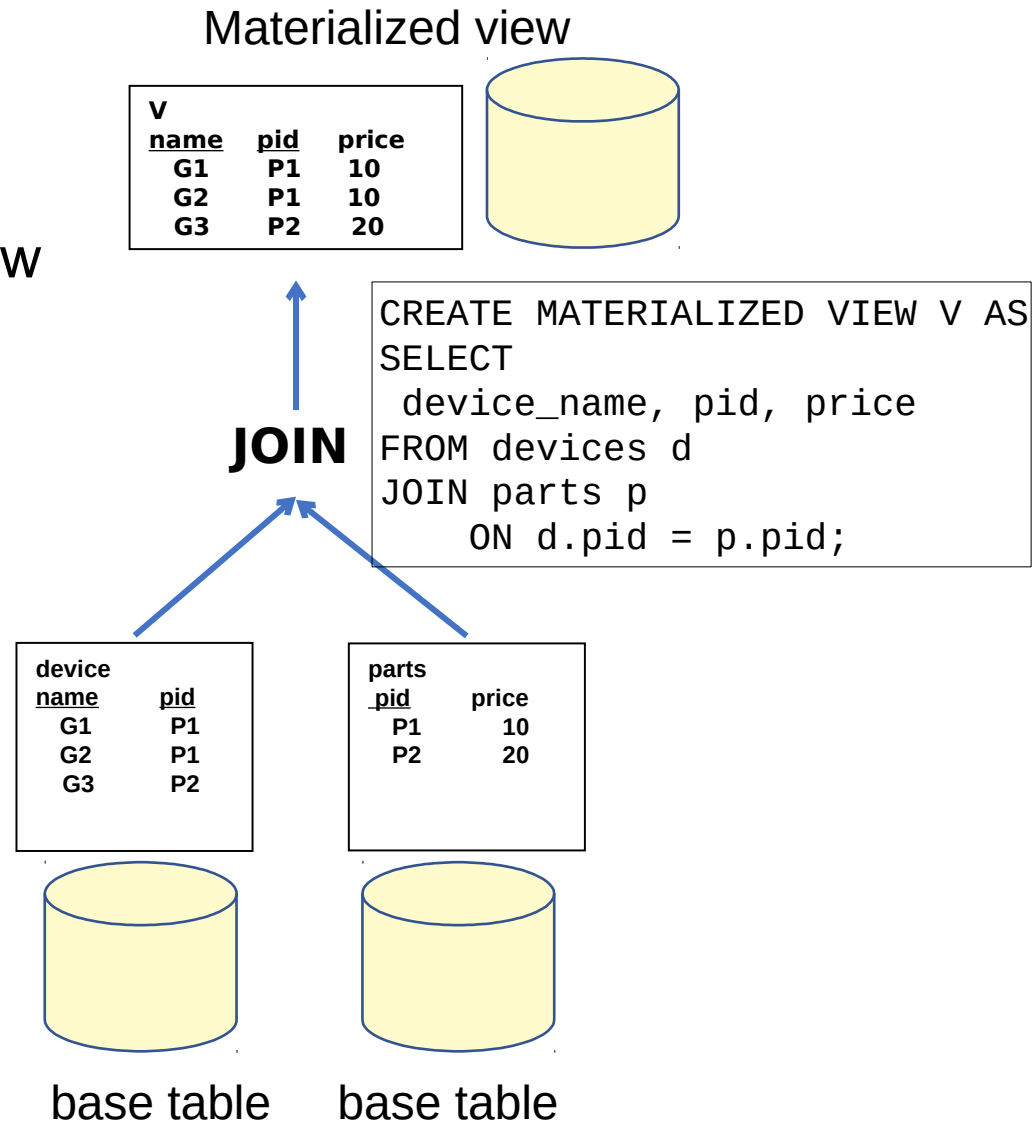 Materialized view
V
name pid price
G1 P1 10
G2 P1 10
G3 P2 20
w
CREATE MATERIALIZED VIEW V AS
SELECT
device_name, pid, price
FROM devices d
JOIN parts p
ON d.pid = p.pid;
JOIN
device
name pid
G1 P1
G2 P1
G3 P2
parts
pid price
P1 10
P2 20
base table
base table